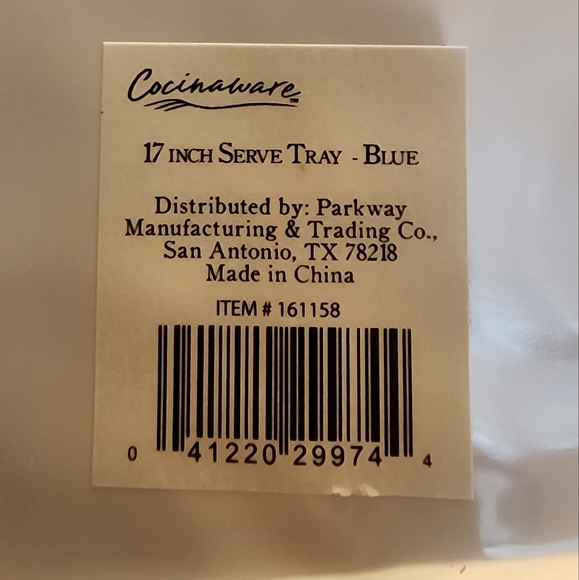 Cocinaware™
17 INCH SERVE TRAY - BLUE
Distributed by: Parkway
Manufacturing & Trading Co.,
San Antonio, TX 78218
Made in China
ITEM # 161158
0 41220 29974 4